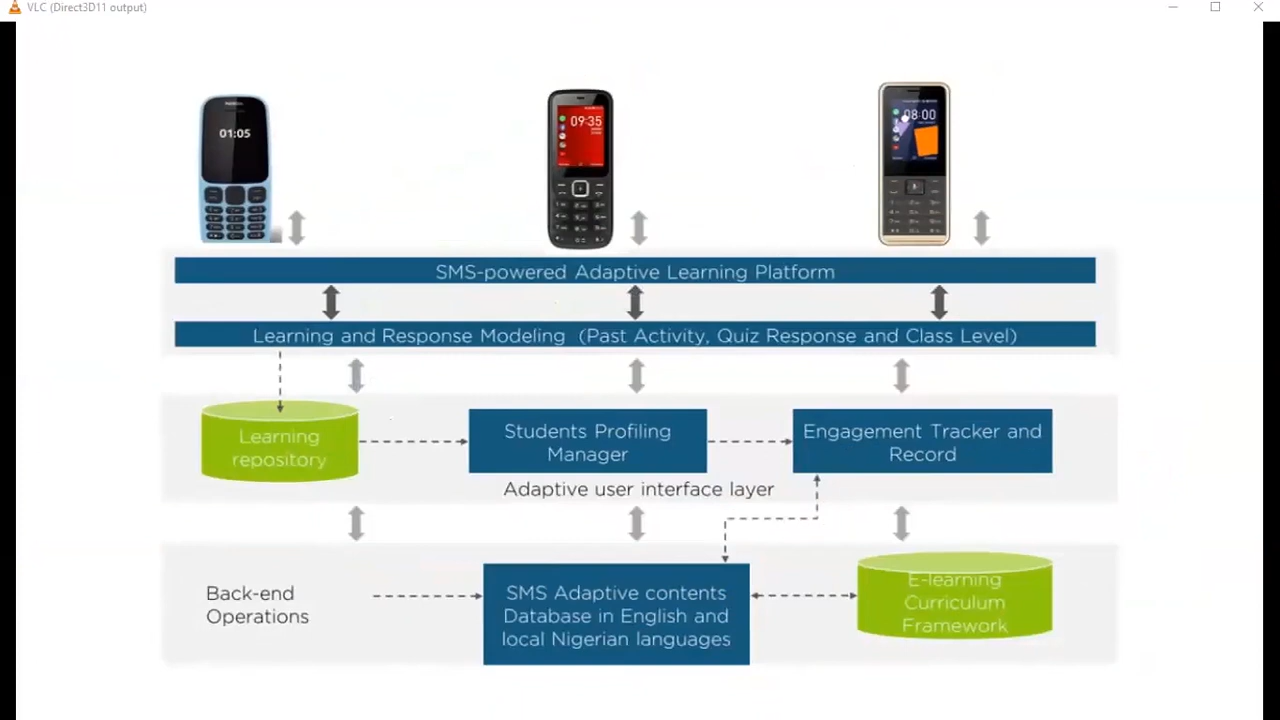 VLC (Direct3D11 output)
NOKIA
01:05
09:35
08:00
SMS-powered Adaptive Learning Platform
Learning and Response Modeling (Past Activity, Quiz Response and Class Level)
Learning
repository
Students Profiling
Manager
Engagement Tracker and
Record
Adaptive user interface layer
Back-end
Operations
SMS Adaptive contents
Database in English and
local Nigerian languages
E-learning
Curriculum
Framework